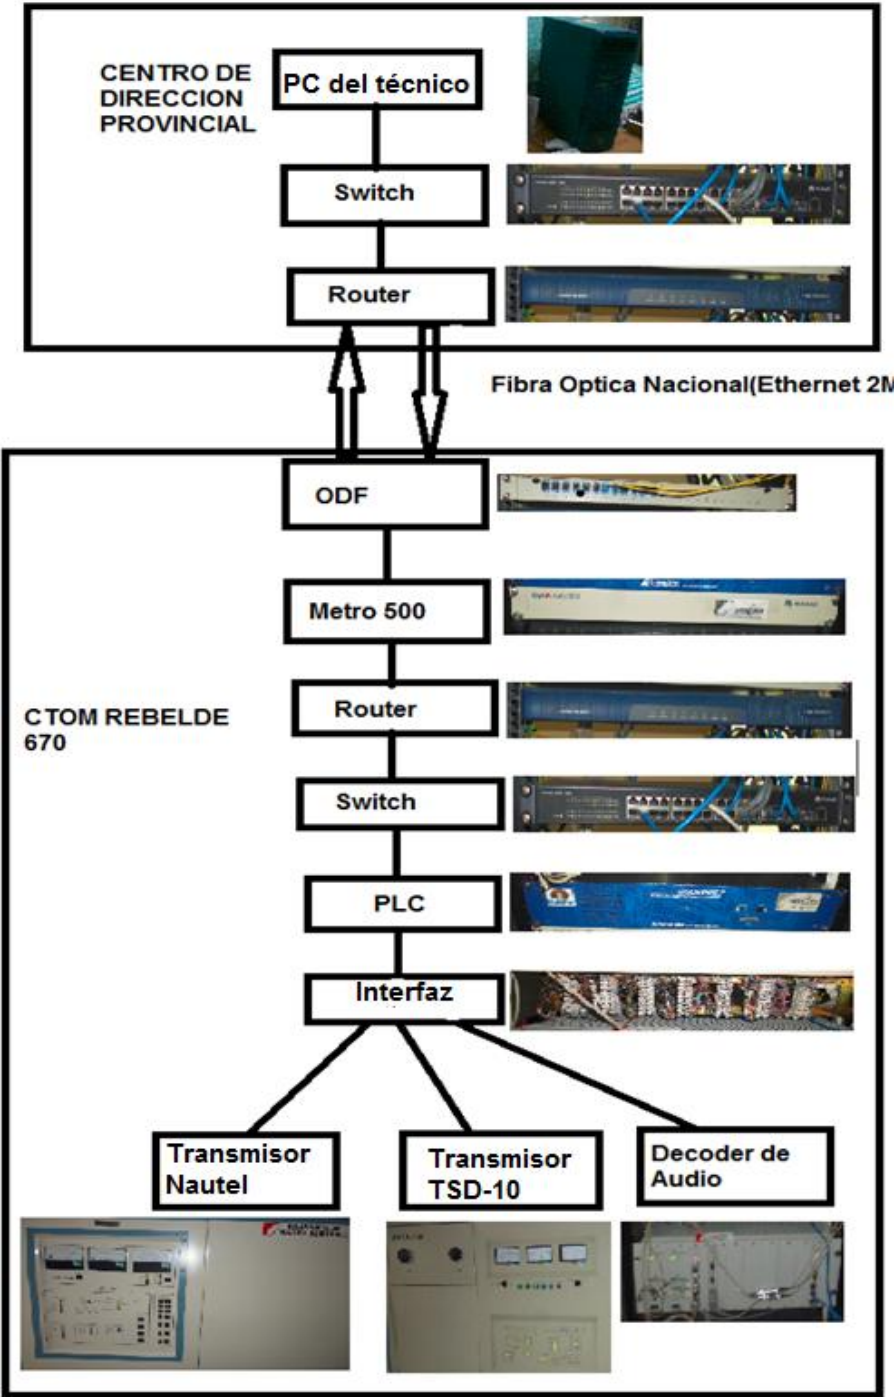 CENTRO DE
DIRECCION
PROVINCIAL
PC del técnico
Switch
Router
Fibra Optica Nacional(Ethernet 2M
ODF
Metro 500
CTOM REBELDE
670
Router
Switch
PLC
Interfaz
Transmisor
Nautel
Transmisor
TSD-10
Decoder de
Audio